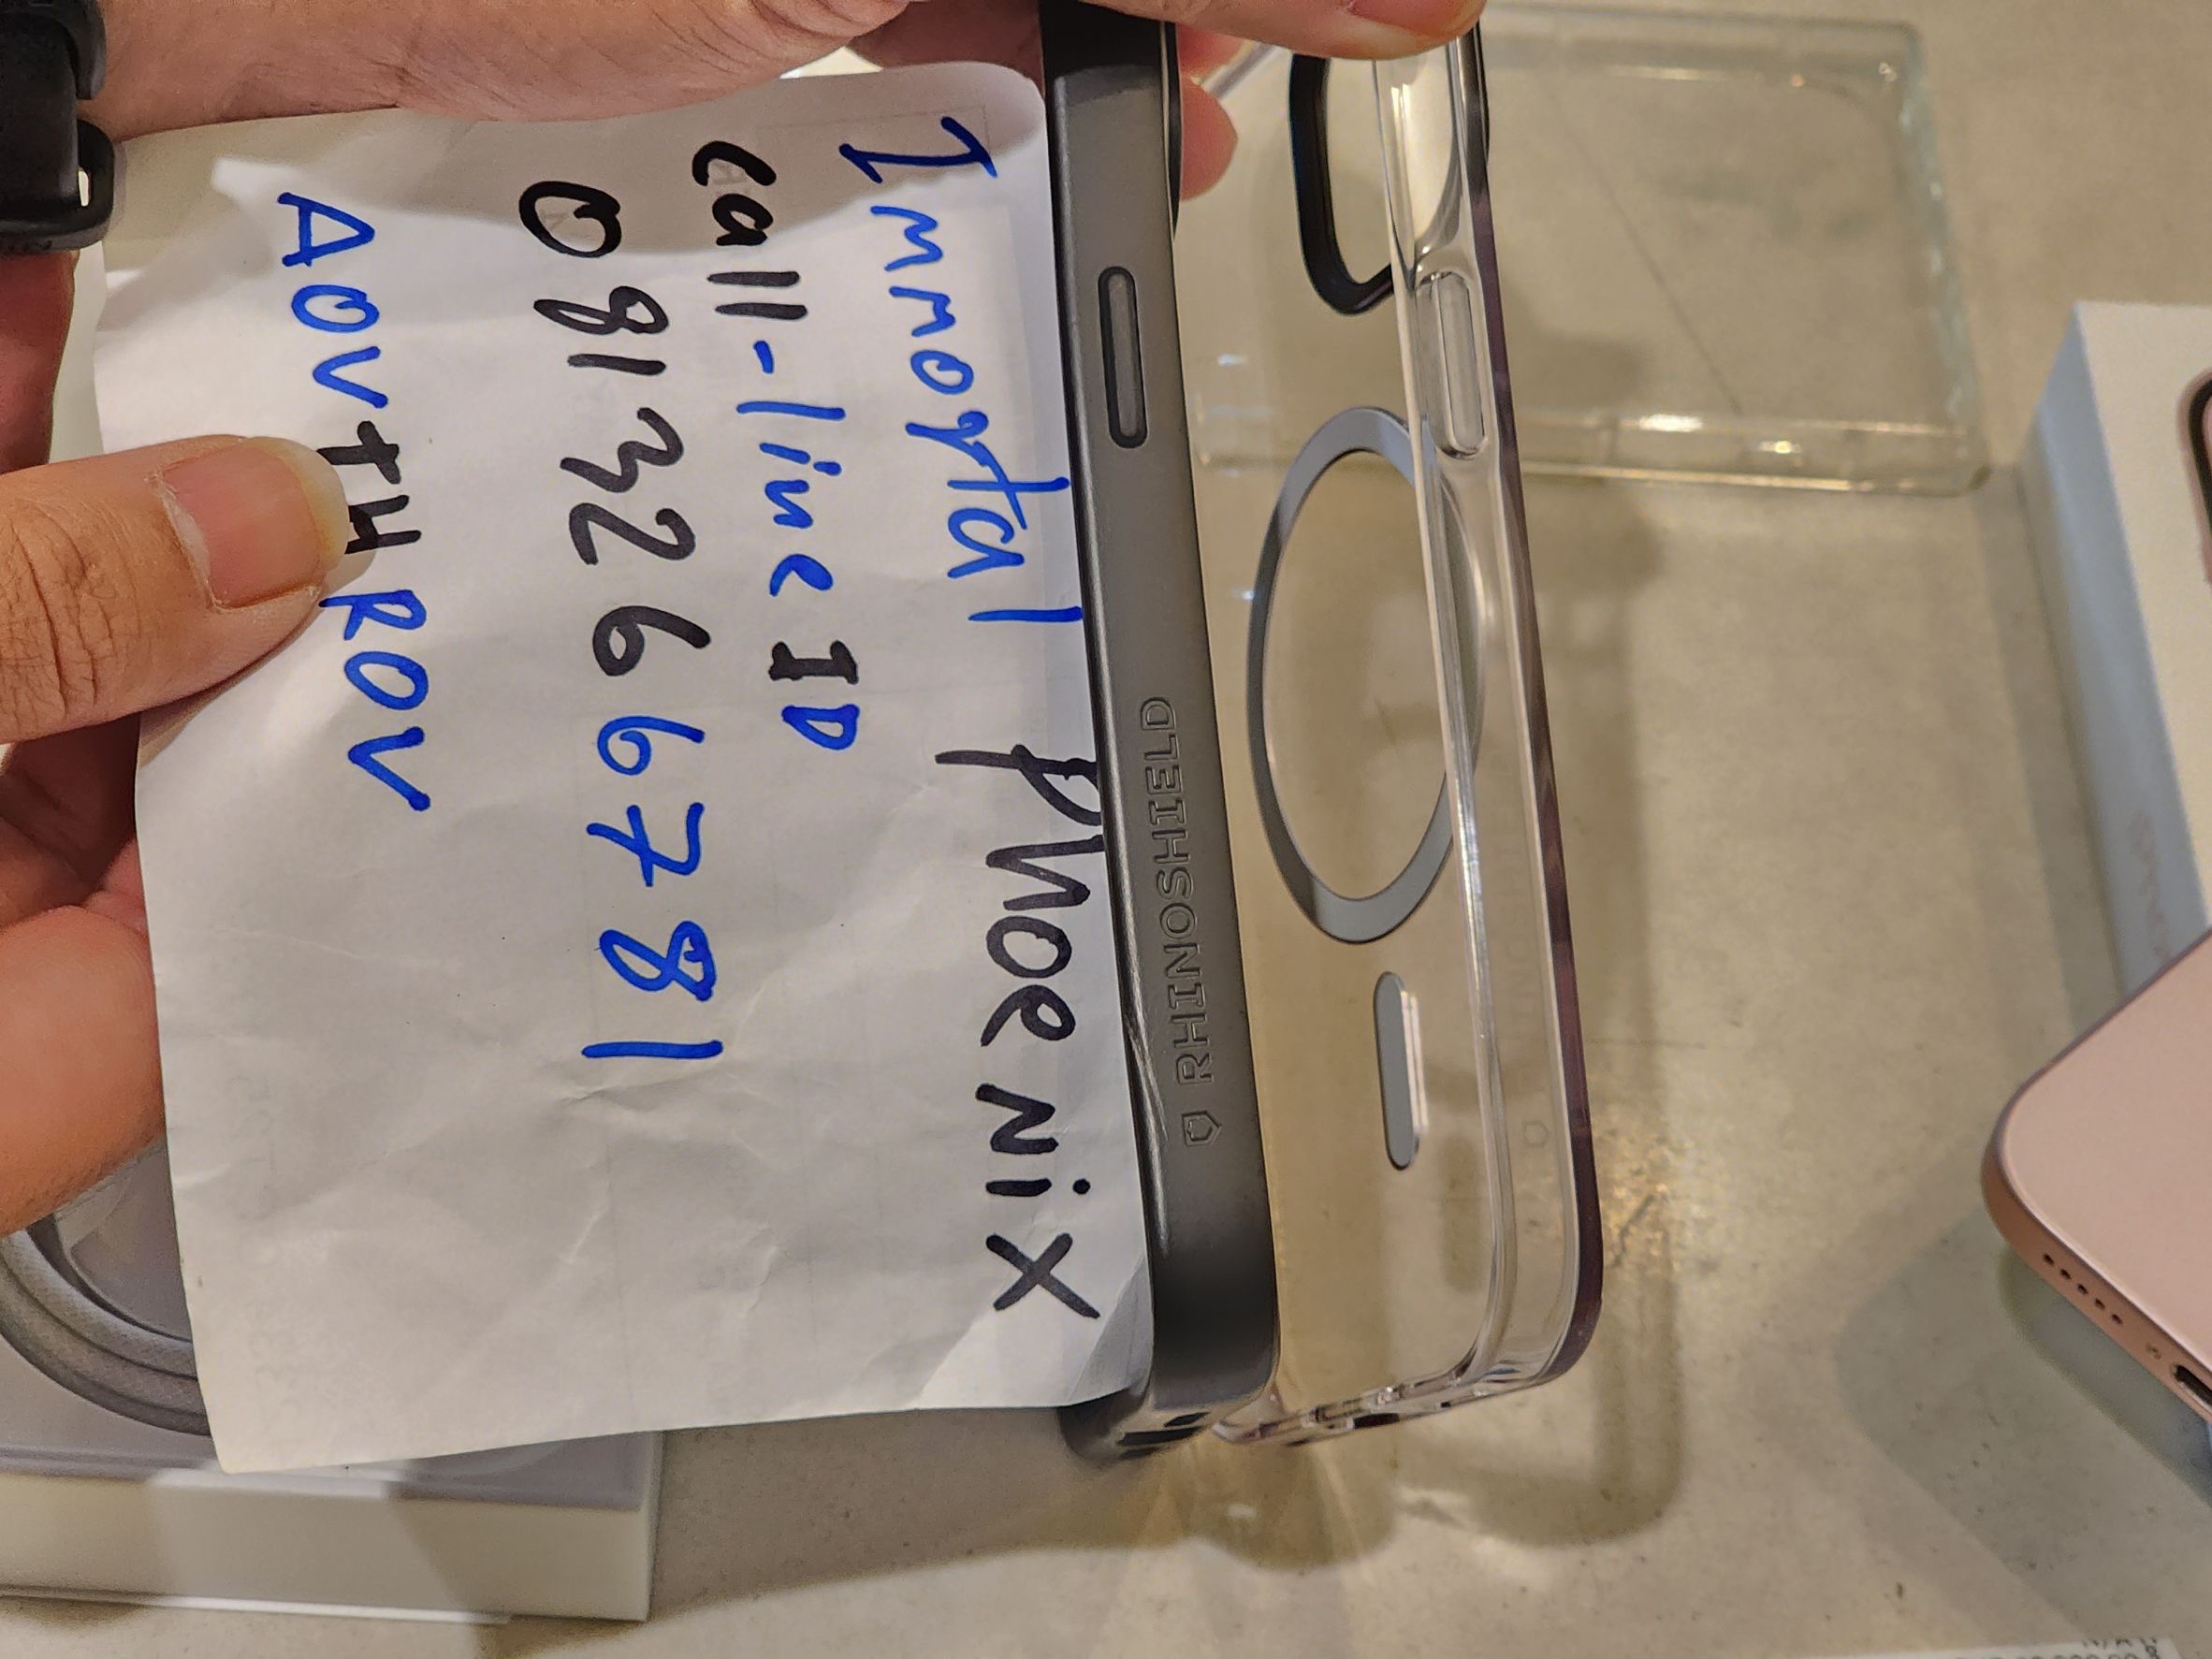 Immortal pHoeNiX
call-line ID
0813266781
AOVtHROV
RHINOSHIELD